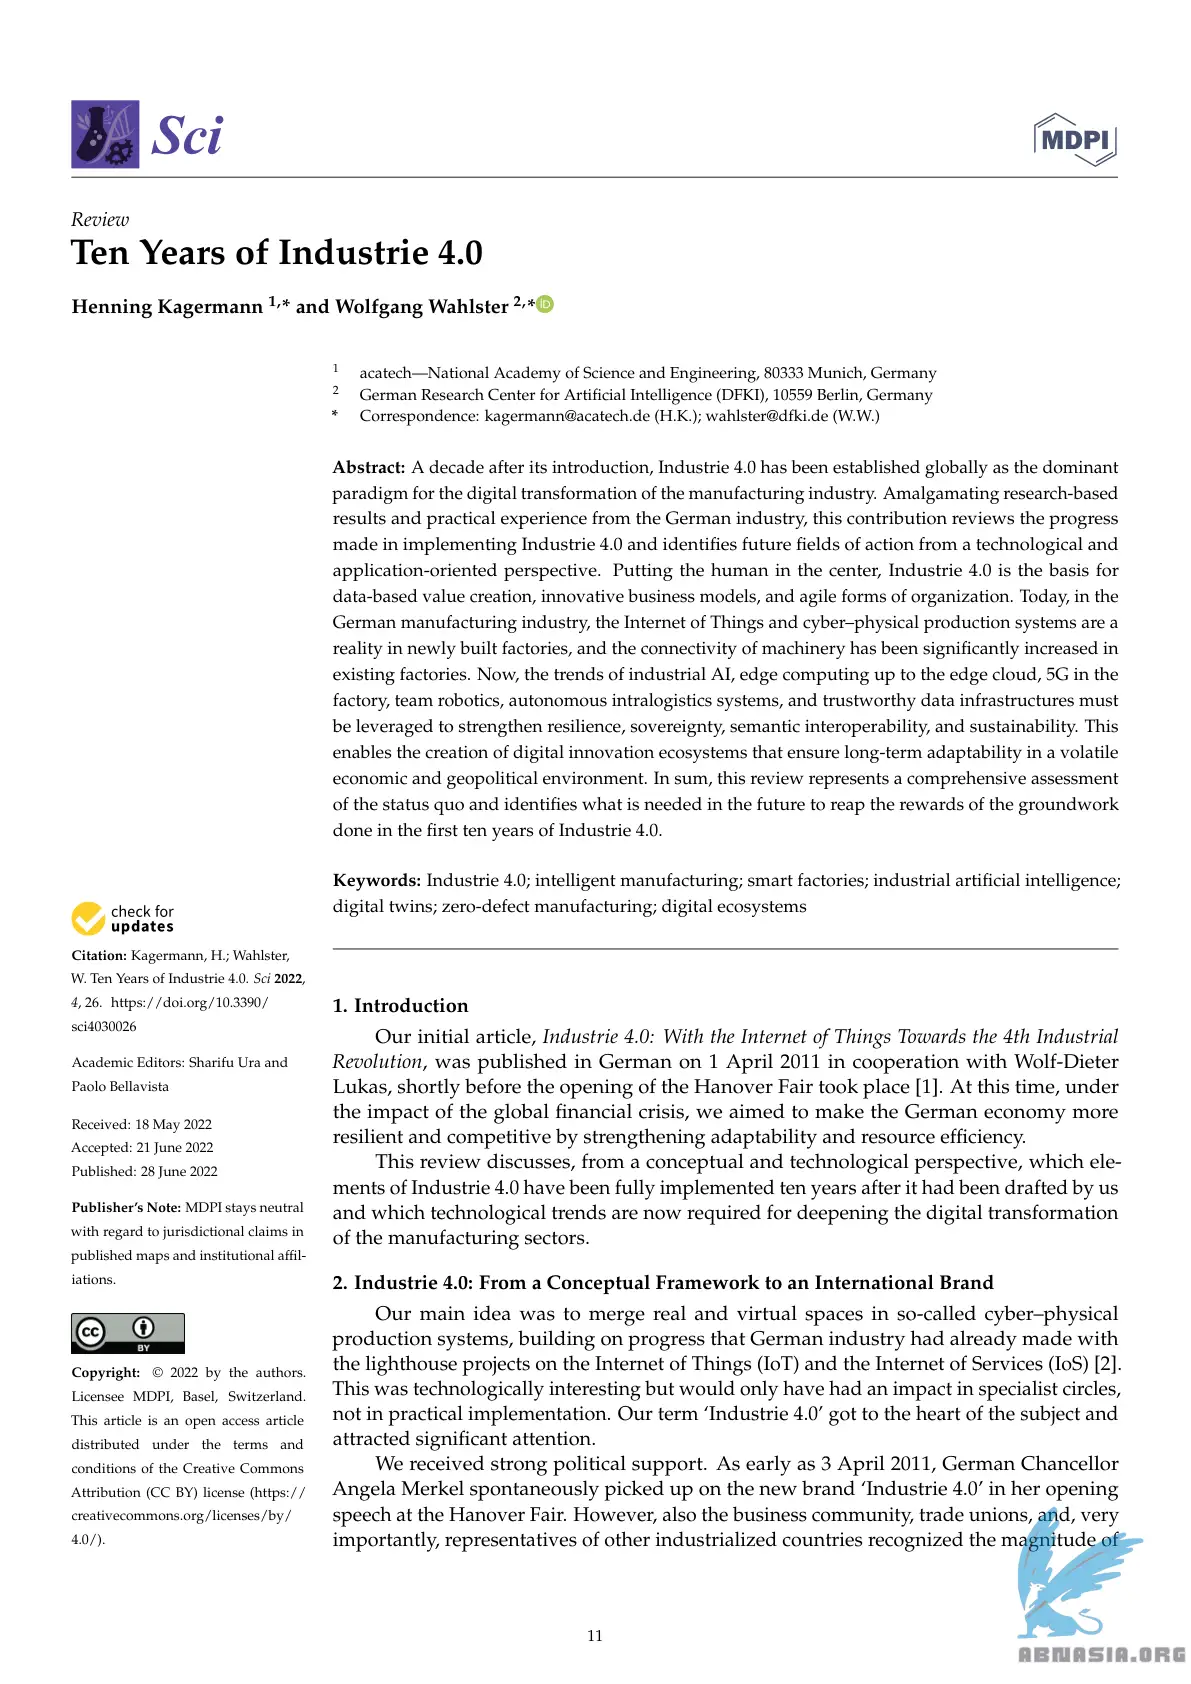 Sci
MDPI
Review
Ten Years of Industrie 4.0
Henning Kagermann 1,* and Wolfgang Wahlster 2,* iD
1 acatech—National Academy of Science and Engineering, 80333 Munich, Germany
2 German Research Center for Artificial Intelligence (DFKI), 10559 Berlin, Germany
* Correspondence: kagermann@acatech.de (H.K.); wahlster@dfki.de (W.W.)
Abstract: A decade after its introduction, Industrie 4.0 has been established globally as the dominant
paradigm for the digital transformation of the manufacturing industry. Amalgamating research-based
results and practical experience from the German industry, this contribution reviews the progress
made in implementing Industrie 4.0 and identifies future fields of action from a technological and
application-oriented perspective. Putting the human in the center, Industrie 4.0 is the basis for
data-based value creation, innovative business models, and agile forms of organization. Today, in the
German manufacturing industry, the Internet of Things and cyber–physical production systems are a
reality in newly built factories, and the connectivity of machinery has been significantly increased in
existing factories. Now, the trends of industrial AI, edge computing up to the edge cloud, 5G in the
factory, team robotics, autonomous intralogistics systems, and trustworthy data infrastructures must
be leveraged to strengthen resilience, sovereignty, semantic interoperability, and sustainability. This
enables the creation of digital innovation ecosystems that ensure long-term adaptability in a volatile
economic and geopolitical environment. In sum, this review represents a comprehensive assessment
of the status quo and identifies what is needed in the future to reap the rewards of the groundwork
done in the first ten years of Industrie 4.0.
Keywords: Industrie 4.0; intelligent manufacturing; smart factories; industrial artificial intelligence;
digital twins; zero-defect manufacturing; digital ecosystems
check for
updates
Citation: Kagermann, H.; Wahlster,
W. Ten Years of Industrie 4.0. Sci 2022,
4, 26. https://doi.org/10.3390/
sci4030026
Academic Editors: Sharifu Ura and
Paolo Bellavista
Received: 18 May 2022
Accepted: 21 June 2022
Published: 28 June 2022
Publisher's Note: MDPI stays neutral
with regard to jurisdictional claims in
published maps and institutional affil-
iations.
CC BY
Copyright: © 2022 by the authors.
Licensee MDPI, Basel, Switzerland.
This article is an open access article
distributed under the terms and
conditions of the Creative Commons
Attribution (CC BY) license (https://
creativecommons.org/licenses/by/
4.0/).
1. Introduction
Our initial article, Industrie 4.0: With the Internet of Things Towards the 4th Industrial
Revolution, was published in German on 1 April 2011 in cooperation with Wolf-Dieter
Lukas, shortly before the opening of the Hanover Fair took place [1]. At this time, under
the impact of the global financial crisis, we aimed to make the German economy more
resilient and competitive by strengthening adaptability and resource efficiency.
This review discusses, from a conceptual and technological perspective, which ele-
ments of Industrie 4.0 have been fully implemented ten years after it had been drafted by us
and which technological trends are now required for deepening the digital transformation
of the manufacturing sectors.
2. Industrie 4.0: From a Conceptual Framework to an International Brand
Our main idea was to merge real and virtual spaces in so-called cyber–physical
production systems, building on progress that German industry had already made with
the lighthouse projects on the Internet of Things (IoT) and the Internet of Services (IoS) [2].
This was technologically interesting but would only have had an impact in specialist circles,
not in practical implementation. Our term ‘Industrie 4.0’ got to the heart of the subject and
attracted significant attention.
We received strong political support. As early as 3 April 2011, German Chancellor
Angela Merkel spontaneously picked up on the new brand ‘Industrie 4.0’ in her opening
speech at the Hanover Fair. However, also the business community, trade unions, and, very
importantly, representatives of other industrialized countries recognized the magnitude of
11
ABNASIA.ORG